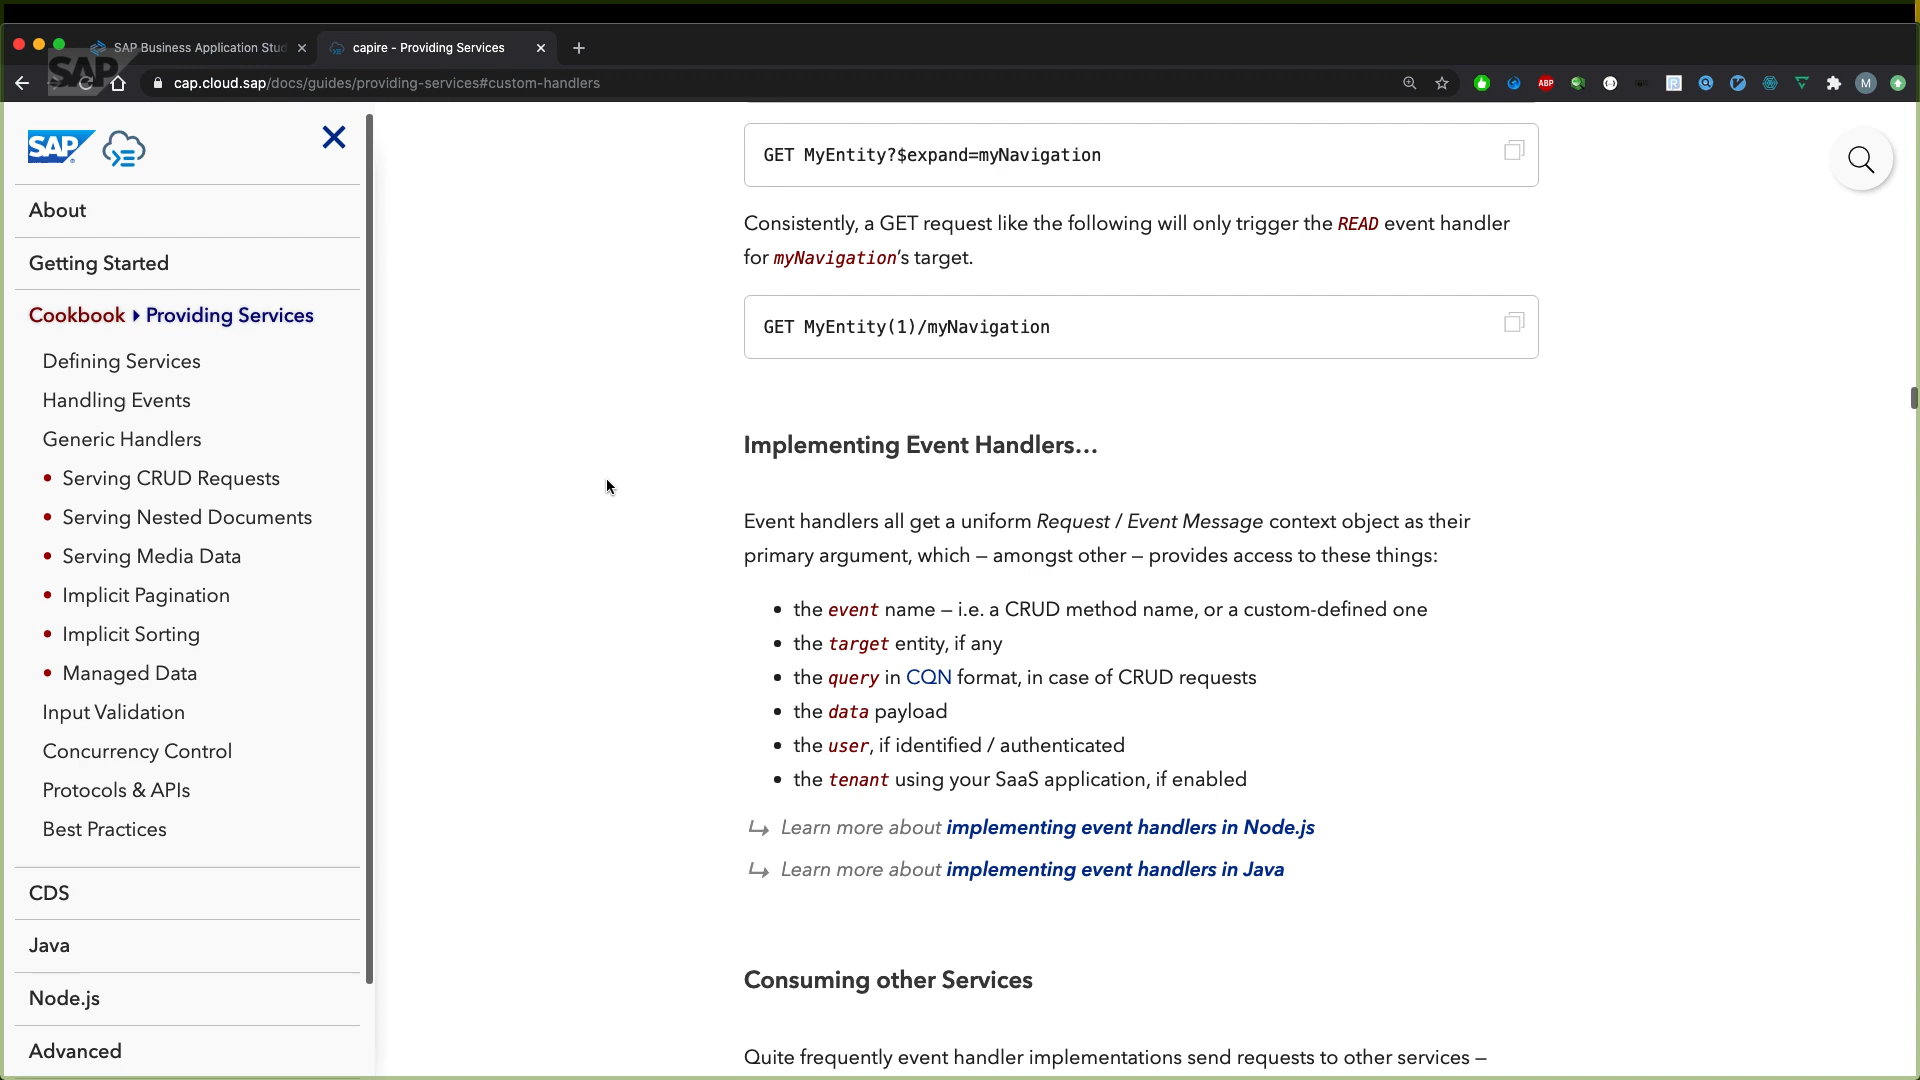 SAP Business Application Stud
capire - Providing Services
SAP
cap.cloud.sap/docs/guides/providing-services#custom-handlers
ABP
M
SAP
About
Getting Started
Cookbook Providing Services
Defining Services
Handling Events
Generic Handlers
• Serving CRUD Requests
• Serving Nested Documents
• Serving Media Data
• Implicit Pagination
• Implicit Sorting
• Managed Data
Input Validation
Concurrency Control
Protocols & APIs
Best Practices
CDS
Java
Node.js
Advanced
GET MyEntity?$expand=myNavigation
Consistently, a GET request like the following will only trigger the READ event handler
for myNavigation's target.
GET MyEntity(1)/myNavigation
Implementing Event Handlers…
Event handlers all get a uniform Request / Event Message context object as their
primary argument, which – amongst other – provides access to these things:
• the event name – i.e. a CRUD method name, or a custom-defined one
• the target entity, if any
• the query in CQN format, in case of CRUD requests
• the data payload
• the user, if identified / authenticated
• the tenant using your SaaS application, if enabled
Learn more about implementing event handlers in Node.js
Learn more about implementing event handlers in Java
Consuming other Services
Quite frequently event handler implementations send requests to other services –